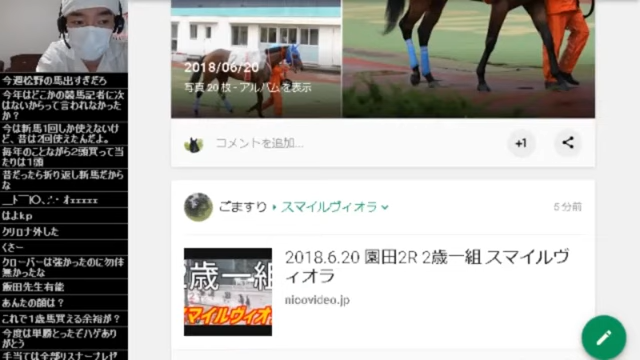 今週松野の馬出すぎだろ
今年はどこかの競馬記者に次
はないからって言われなかった
か？
今は新馬1回しか使えないけ
ど、昔は2回使えたんだよ。
毎年のことながら2頭買って当
たりは1頭
昔だったら折り返し新馬だから
な
はよkp
クリロナ外した
くさー
クローバーは強かったのに勿体
無かったな
飯田先生有能
あんたの顔は？
これで1歳馬買える余裕が？
今度は単勝とったぞハゲあり
がとう
2018/06/20
写真 20 枚 - アルバムを表示
コメントを追加...
+1
ごますり ▸ スマイルヴィオラ
5 分前
2歳一組
スマイルヴィオ
2018.6.20 園田2R 2歳一組 スマイルヴ
ィオラ
nicovideo.jp